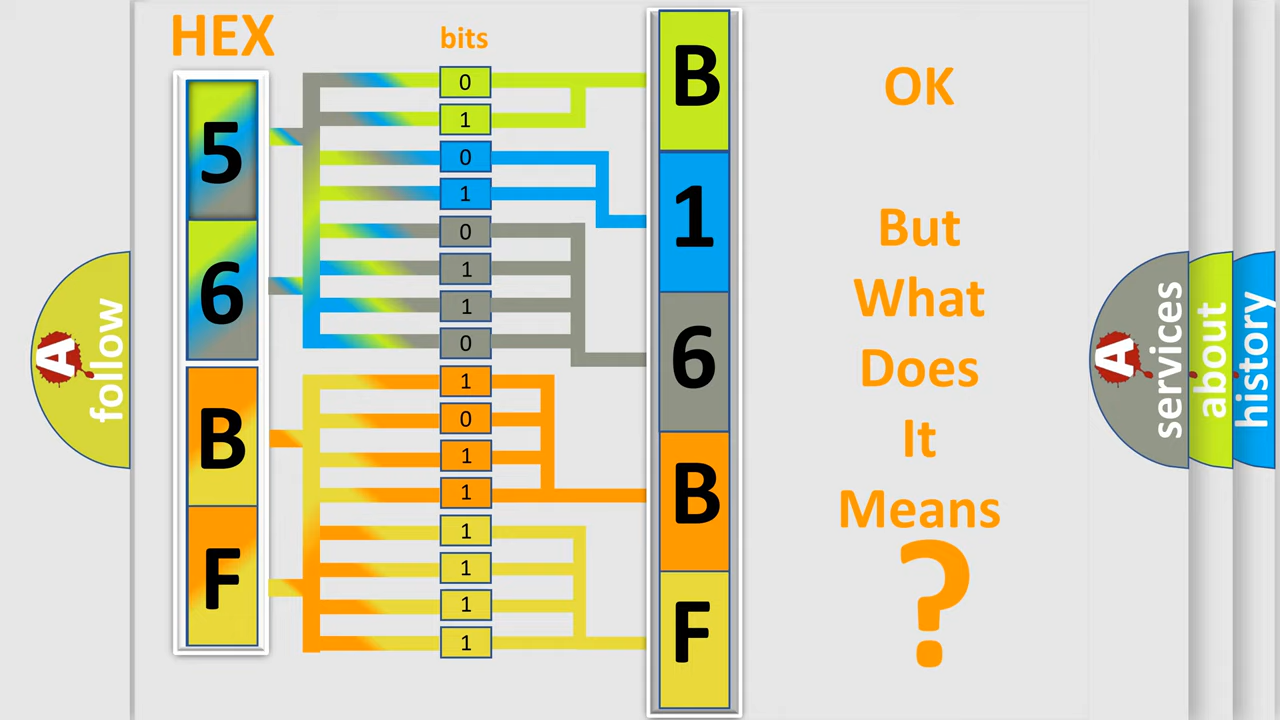 HEX
bits
5
6
B
F
0
1
0
1
0
1
1
0
1
0
1
1
1
1
1
1
B
1
6
B
F
OK
But
What
Does
It
Means
?
A
follow
A
services
about
history